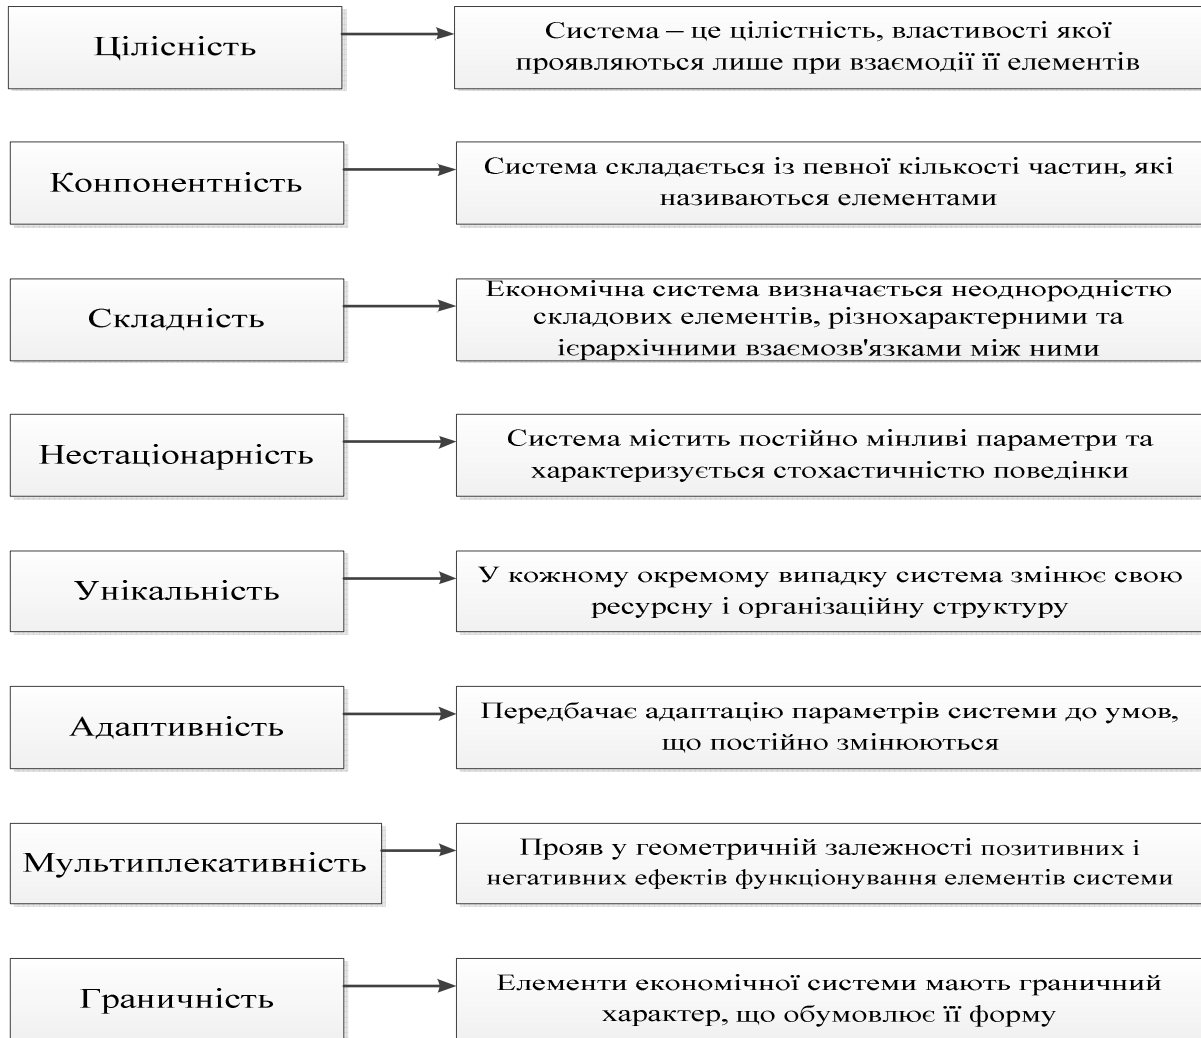 Цілісність
Система – це цілістність, властивості якої
проявляються лише при взаємодії її елементів
Конпонентність
Система складається із певної кількості частин, які
називаються елементами
Складність
Економічна система визначається неоднородністю
складових елементів, різнохарактерними та
ієрархічними взаємозв'язками між ними
Нестаціонарність
Система містить постійно мінливі параметри та
характеризується стохастичністю поведінки
Унікальність
У кожному окремому випадку система змінює свою
ресурсну і організаційну структуру
Адаптивність
Передбачає адаптацію параметрів системи до умов,
що постійно змінюються
Мультиплекативність
Прояв у геометричній залежності позитивних і
негативних ефектів функціонування елементів системи
Граничність
Елементи економічної системи мають граничний
характер, що обумовлює її форму